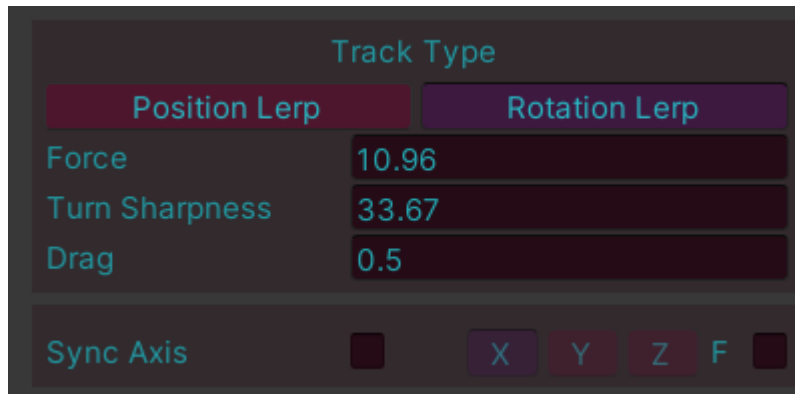 Track Type
Position Lerp Rotation Lerp
Force 10.96
Turn Sharpness 33.67
Drag 0.5
Sync Axis X Y Z F